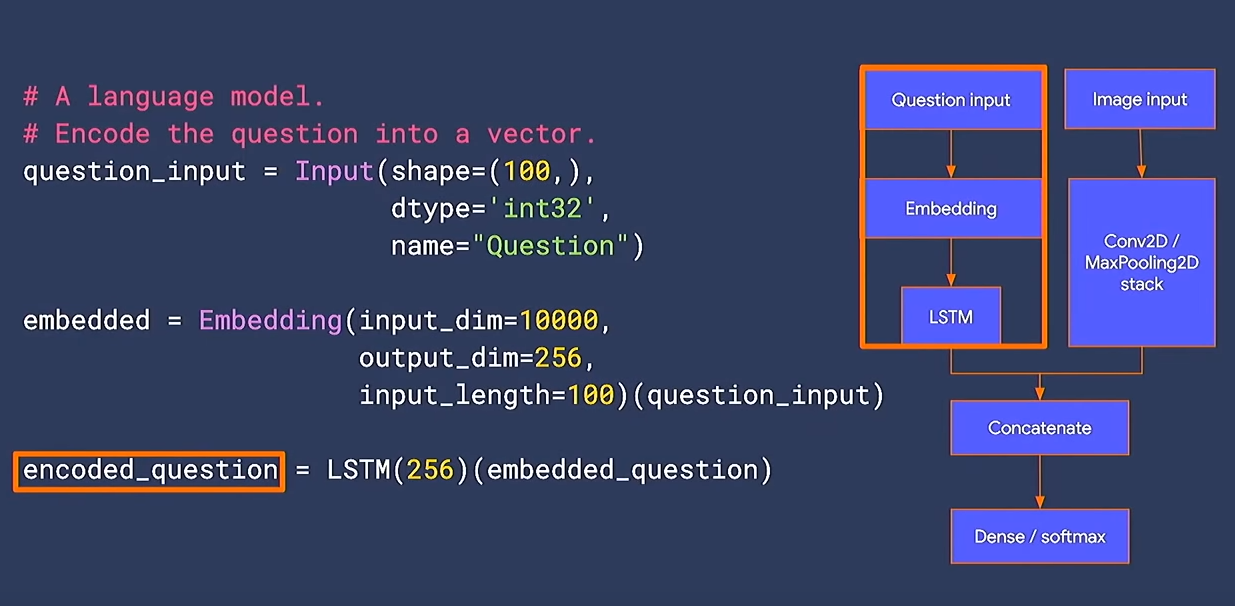 # A language model.
# Encode the question into a vector.
question_input = Input(shape=(100,),
dtype='int32',
name="Question")
embedded = Embedding(input_dim=10000,
output_dim=256,
input_length=100)(question_input)
encoded_question = LSTM(256)(embedded_question)
Question input
Embedding
LSTM
Image input
Conv2D /
MaxPooling2D
stack
Concatenate
Dense / softmax